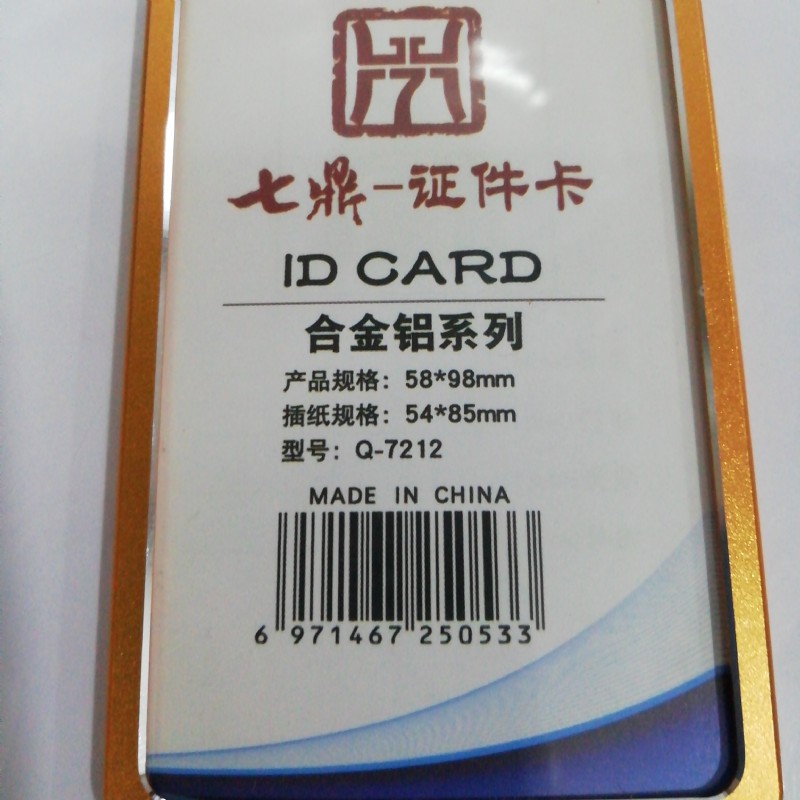 七鼎-证件卡
ID CARD
合金铝系列
产品规格：58*98mm
插纸规格：54*85mm
型号：Q-7212
MADE IN CHINA
6 971467 250533